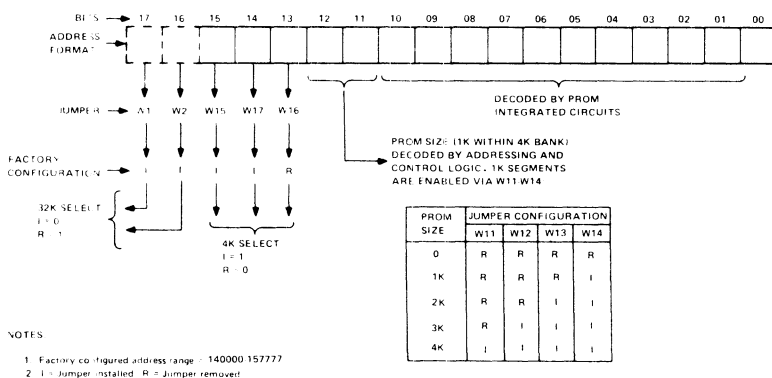 BITS 17 16 15 14 13 12 11 10 09 08 07 06 05 04 03 02 01 00
ADDRESS
FORMAT
JUMPER W1 W2 W15 W17 W16
DECODED BY PROM
INTEGRATED CIRCUITS
PROM SIZE (1K WITHIN 4K BANK)
DECODED BY ADDRESSING AND
CONTROL LOGIC. 1K SEGMENTS
ARE ENABLED VIA W11 W14
FACTORY
CONFIGURATION I I I I R
32K SELECT
I = 0
R = 1
4K SELECT
I = 1
R = 0
PROM SIZE JUMPER CONFIGURATION
W11 W12 W13 W14
0 R R R R
1K R R R I
2K R R I I
3K R I I I
4K I I I I
NOTES
1. Factory configured address range = 140000-157777
2 I = Jumper installed R = Jumper removed